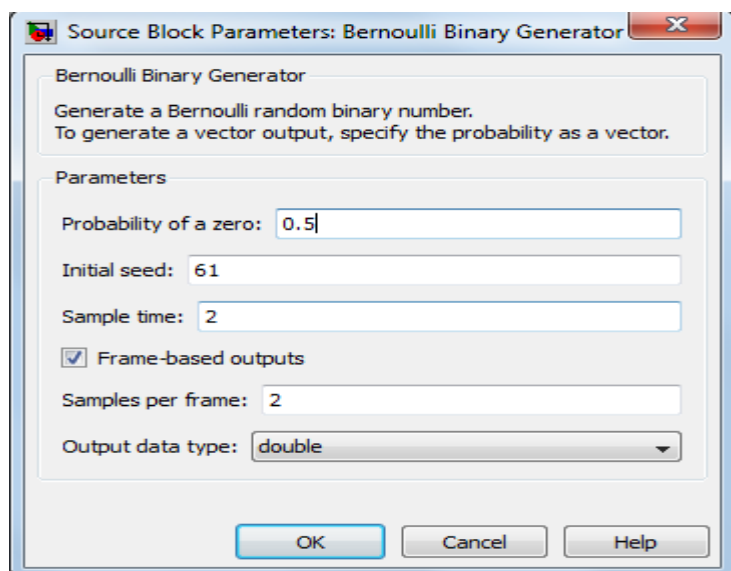 Source Block Parameters: Bernoulli Binary Generator
Bernoulli Binary Generator
Generate a Bernoulli random binary number.
To generate a vector output, specify the probability as a vector.
Parameters
Probability of a zero: 0.5
Initial seed: 61
Sample time: 2
Frame-based outputs
Samples per frame: 2
Output data type: double
OK Cancel Help